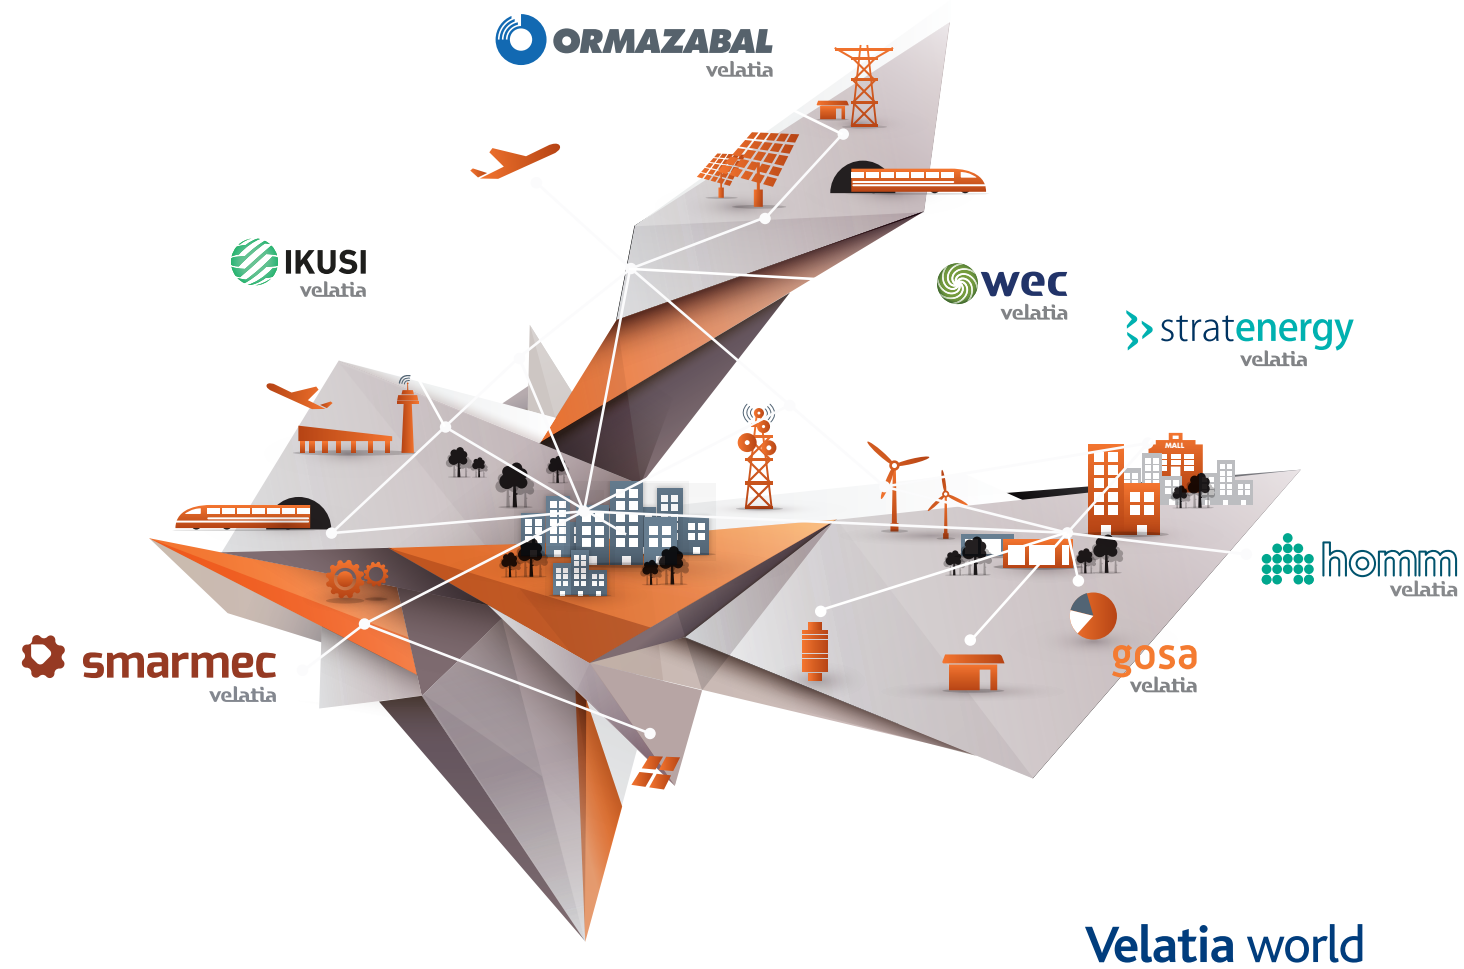 ORMAZABAL
velatia
IKUSI
velatia
wec
velatia
stratenergy
velatia
MALL
homm
velatia
smarmec
velatia
gosa
velatia
Velatia world